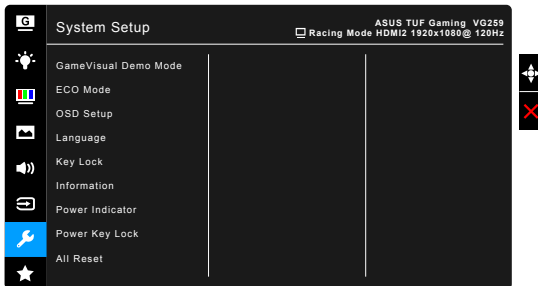 G
System Setup
ASUS TUF Gaming VG259
Racing Mode HDMI2 1920x1080@ 120Hz
GameVisual Demo Mode
ECO Mode
OSD Setup
Language
Key Lock
Information
Power Indicator
Power Key Lock
All Reset